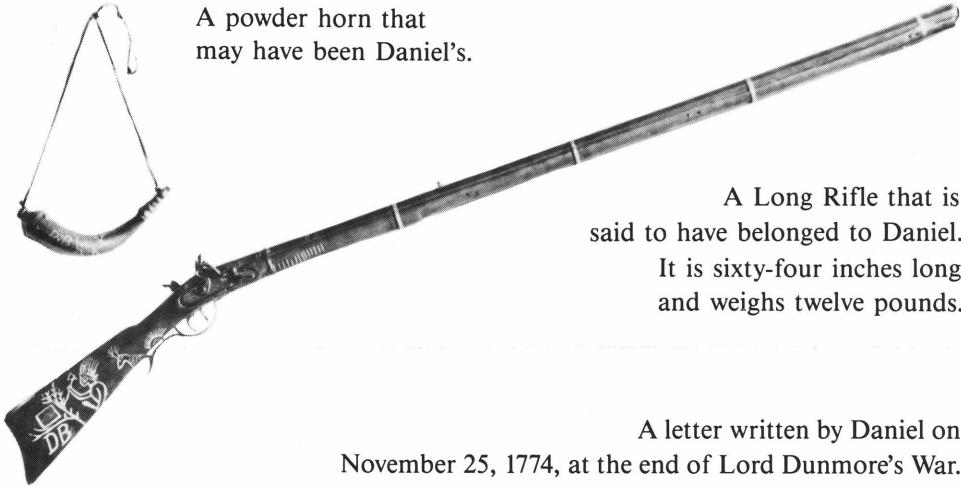 A powder horn that
may have been Daniel's.
A Long Rifle that is
said to have belonged to Daniel.
It is sixty-four inches long
and weighs twelve pounds.
DB
A letter written by Daniel on
November 25, 1774, at the end of Lord Dunmore's War.